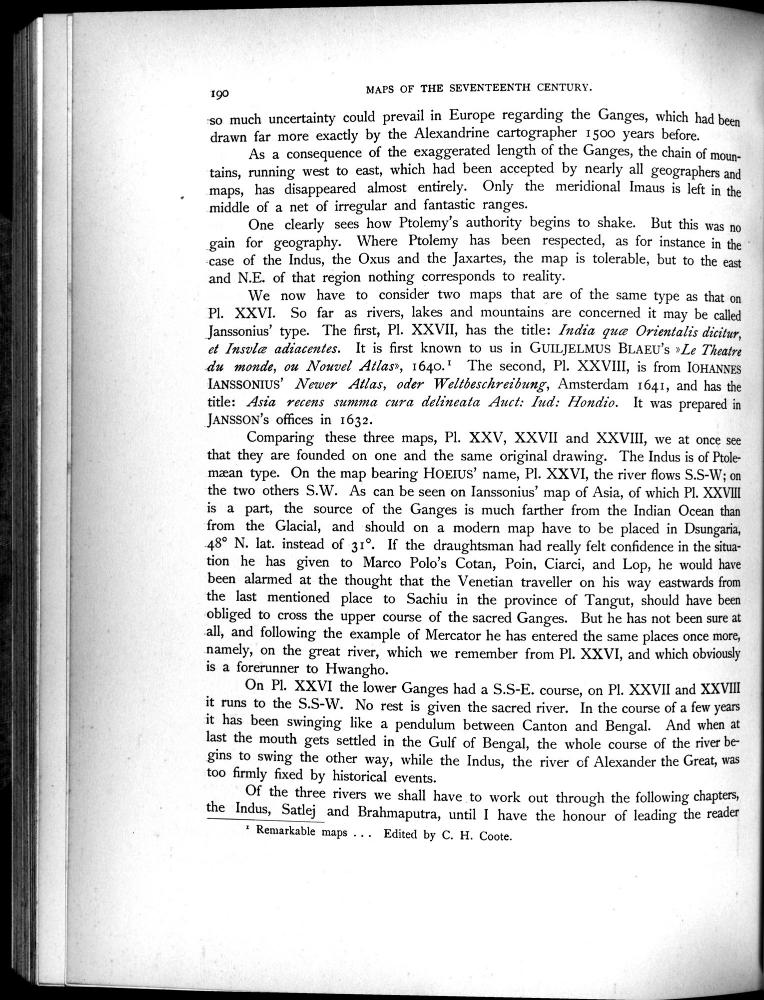 190
MAPS OF THE SEVENTEENTH CENTURY.
so much uncertainty could prevail in Europe regarding the Ganges, which had been
drawn far more exactly by the Alexandrine cartographer 1500 years before.
As a consequence of the exaggerated length of the Ganges, the chain of moun-
tains, running west to east, which had been accepted by nearly all geographers and
maps, has disappeared almost entirely. Only the meridional Imaus is left in the
middle of a net of irregular and fantastic ranges.
One clearly sees how Ptolemy's authority begins to shake. But this was no
gain for geography. Where Ptolemy has been respected, as for instance in the
case of the Indus, the Oxus and the Jaxartes, the map is tolerable, but to the east
and N.E. of that region nothing corresponds to reality.
We now have to consider two maps that are of the same type as that on
Pl. XXVI. So far as rivers, lakes and mountains are concerned it may be called
Janssonius' type. The first, Pl. XXVII, has the title: India quæ Orientalis dicitur,
et Insvlæ adiacentes. It is first known to us in GUILJELMUS BLAEU's »Le Theatre
du monde, ou Nouvel Atlas», 1640.¹ The second, Pl. XXVIII, is from IOHANNES
IANSSONIUS' Newer Atlas, oder Weltbeschreibung, Amsterdam 1641, and has the
title: Asia recens summa cura delineata Auct: Iud: Hondio. It was prepared in
JANSSON's offices in 1632.
Comparing these three maps, Pl. XXV, XXVII and XXVIII, we at once see
that they are founded on one and the same original drawing. The Indus is of Ptole-
mæan type. On the map bearing HOEIUS' name, Pl. XXVI, the river flows S.S-W; on
the two others S.W. As can be seen on Ianssonius' map of Asia, of which Pl. XXVIII
is a part, the source of the Ganges is much farther from the Indian Ocean than
from the Glacial, and should on a modern map have to be placed in Dsungaria,
48° N. lat. instead of 31°. If the draughtsman had really felt confidence in the situa-
tion he has given to Marco Polo's Cotan, Poin, Ciarci, and Lop, he would have
been alarmed at the thought that the Venetian traveller on his way eastwards from
the last mentioned place to Sachiu in the province of Tangut, should have been
obliged to cross the upper course of the sacred Ganges. But he has not been sure at
all, and following the example of Mercator he has entered the same places once more,
namely, on the great river, which we remember from Pl. XXVI, and which obviously
is a forerunner to Hwangho.
On Pl. XXVI the lower Ganges had a S.S-E. course, on Pl. XXVII and XXVIII
it runs to the S.S-W. No rest is given the sacred river. In the course of a few years
it has been swinging like a pendulum between Canton and Bengal. And when at
last the mouth gets settled in the Gulf of Bengal, the whole course of the river be-
gins to swing the other way, while the Indus, the river of Alexander the Great, was
too firmly fixed by historical events.
Of the three rivers we shall have to work out through the following chapters,
the Indus, Satlej and Brahmaputra, until I have the honour of leading the reader
¹ Remarkable maps . . . Edited by C. H. Coote.